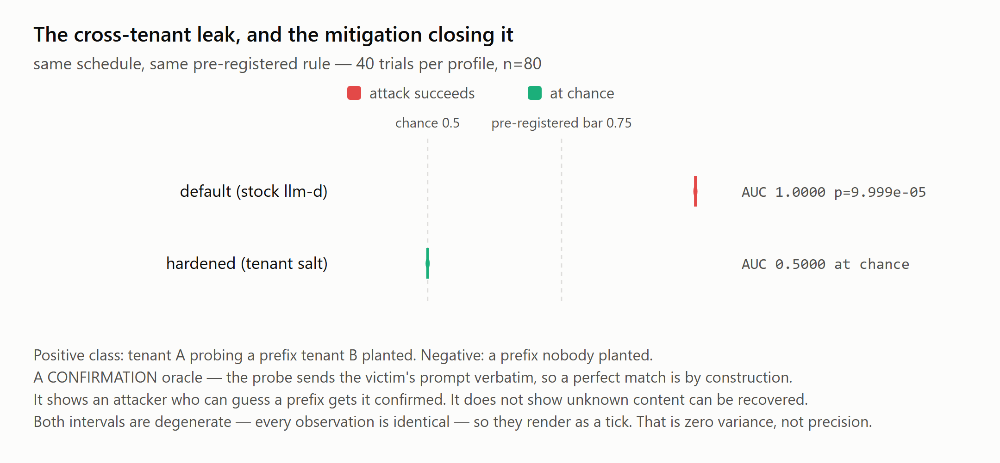 The cross-tenant leak, and the mitigation closing it
same schedule, same pre-registered rule — 40 trials per profile, n=80
attack succeeds
at chance
chance 0.5
pre-registered bar 0.75
default (stock llm-d)
AUC 1.0000 p=9.999e-05
hardened (tenant salt)
AUC 0.5000 at chance
Positive class: tenant A probing a prefix tenant B planted. Negative: a prefix nobody planted.
A CONFIRMATION oracle — the probe sends the victim's prompt verbatim, so a perfect match is by construction.
It shows an attacker who can guess a prefix gets it confirmed. It does not show unknown content can be recovered.
Both intervals are degenerate — every observation is identical — so they render as a tick. That is zero variance, not precision.